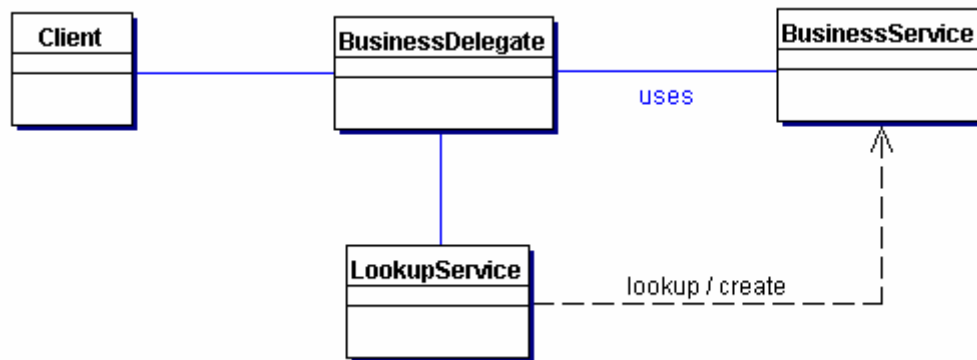 Client
BusinessDelegate
BusinessService
uses
LookupService
lookup / create